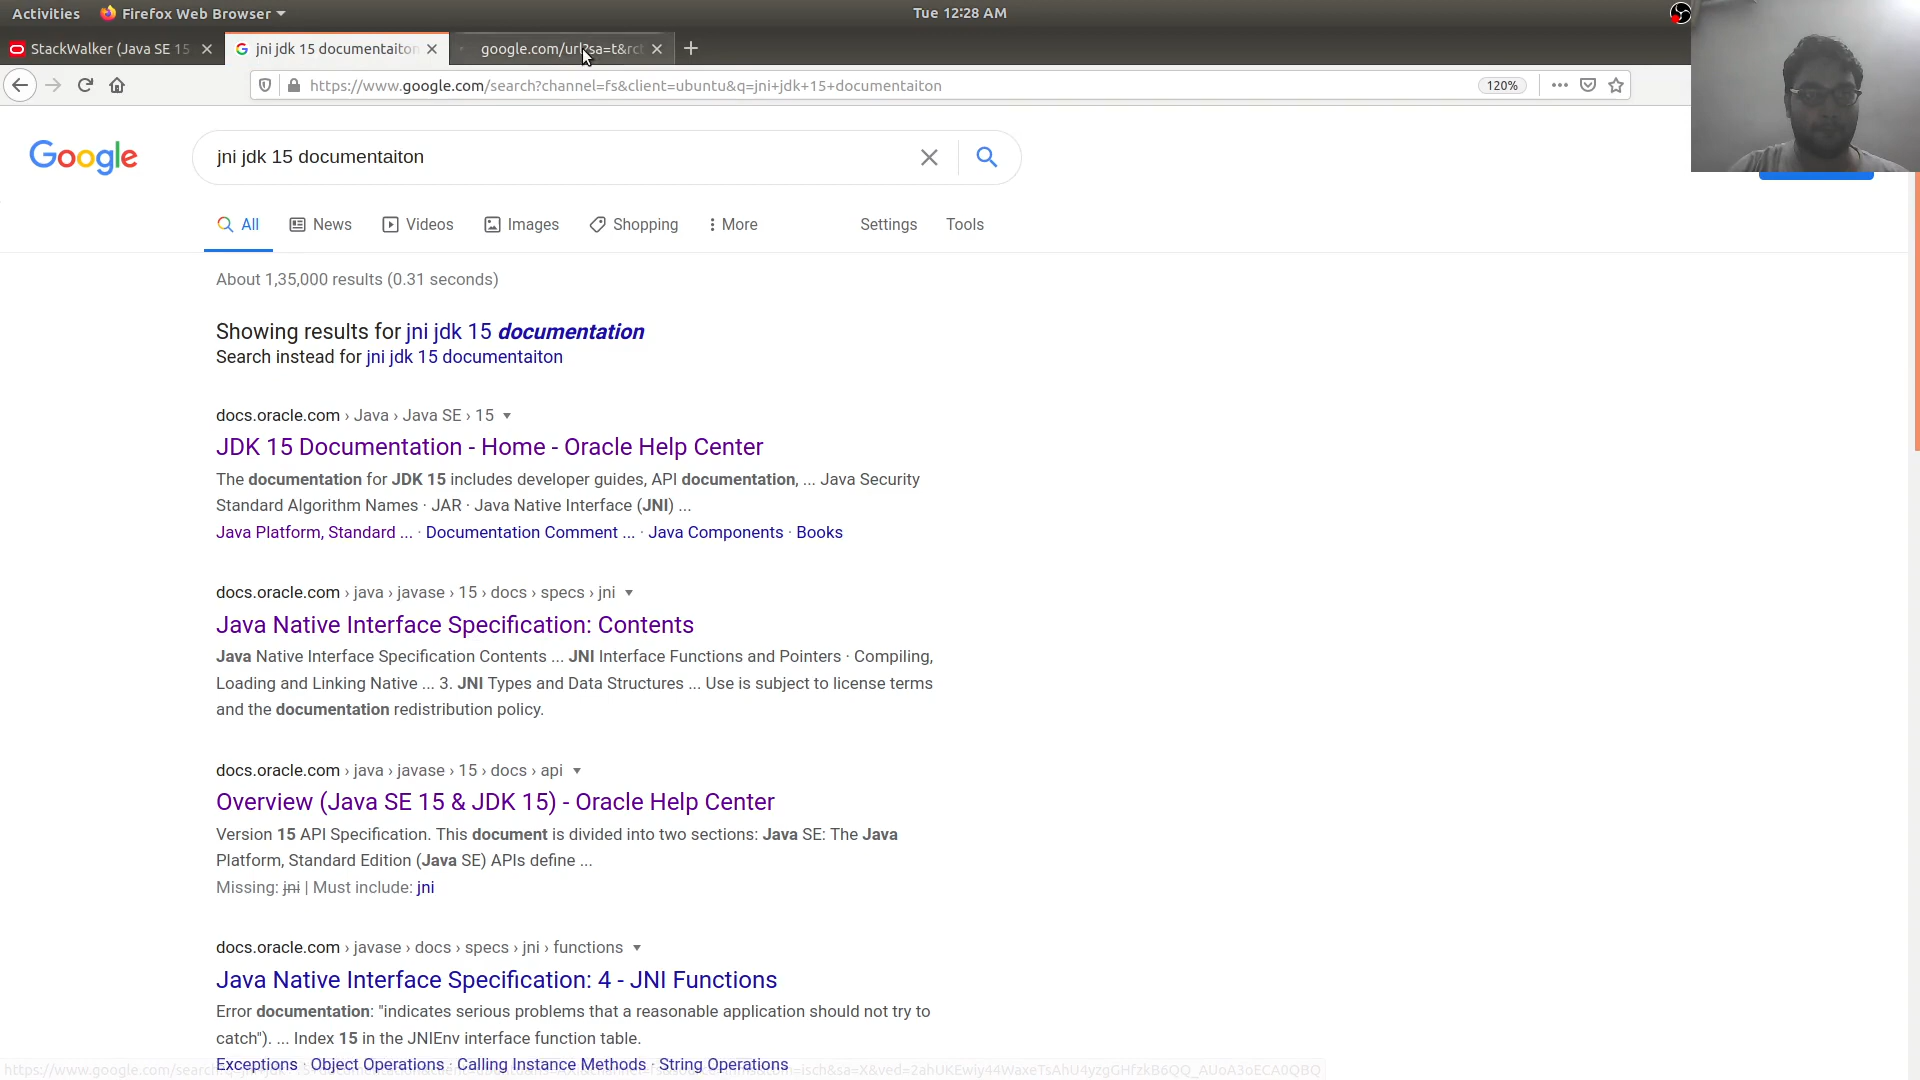 Activities Firefox Web Browser Tue 12:28 AM
StackWalker (Java SE 15 jni jdk 15 documentaiton google.com/url?sa=t&rct
https://www.google.com/search?channel=fs&client=ubuntu&q=jni+jdk+15+documentaiton 120%
Google jni jdk 15 documentaiton
All News Videos Images Shopping More Settings Tools
About 1,35,000 results (0.31 seconds)
Showing results for jni jdk 15 documentation
Search instead for jni jdk 15 documentaiton
docs.oracle.com › Java › Java SE › 15
JDK 15 Documentation - Home - Oracle Help Center
The documentation for JDK 15 includes developer guides, API documentation, ... Java Security
Standard Algorithm Names · JAR · Java Native Interface (JNI) ...
Java Platform, Standard ... · Documentation Comment ... · Java Components · Books
docs.oracle.com › java › javase › 15 › docs › specs › jni
Java Native Interface Specification: Contents
Java Native Interface Specification Contents ... JNI Interface Functions and Pointers · Compiling,
Loading and Linking Native ... 3. JNI Types and Data Structures ... Use is subject to license terms
and the documentation redistribution policy.
docs.oracle.com › java › javase › 15 › docs › api
Overview (Java SE 15 & JDK 15) - Oracle Help Center
Version 15 API Specification. This document is divided into two sections: Java SE: The Java
Platform, Standard Edition (Java SE) APIs define ...
Missing: jni | Must include: jni
docs.oracle.com › javase › docs › specs › jni › functions
Java Native Interface Specification: 4 - JNI Functions
Error documentation: "indicates serious problems that a reasonable application should not try to
catch"). ... Index 15 in the JNIEnv interface function table.
Exceptions · Object Operations · Calling Instance Methods · String Operations